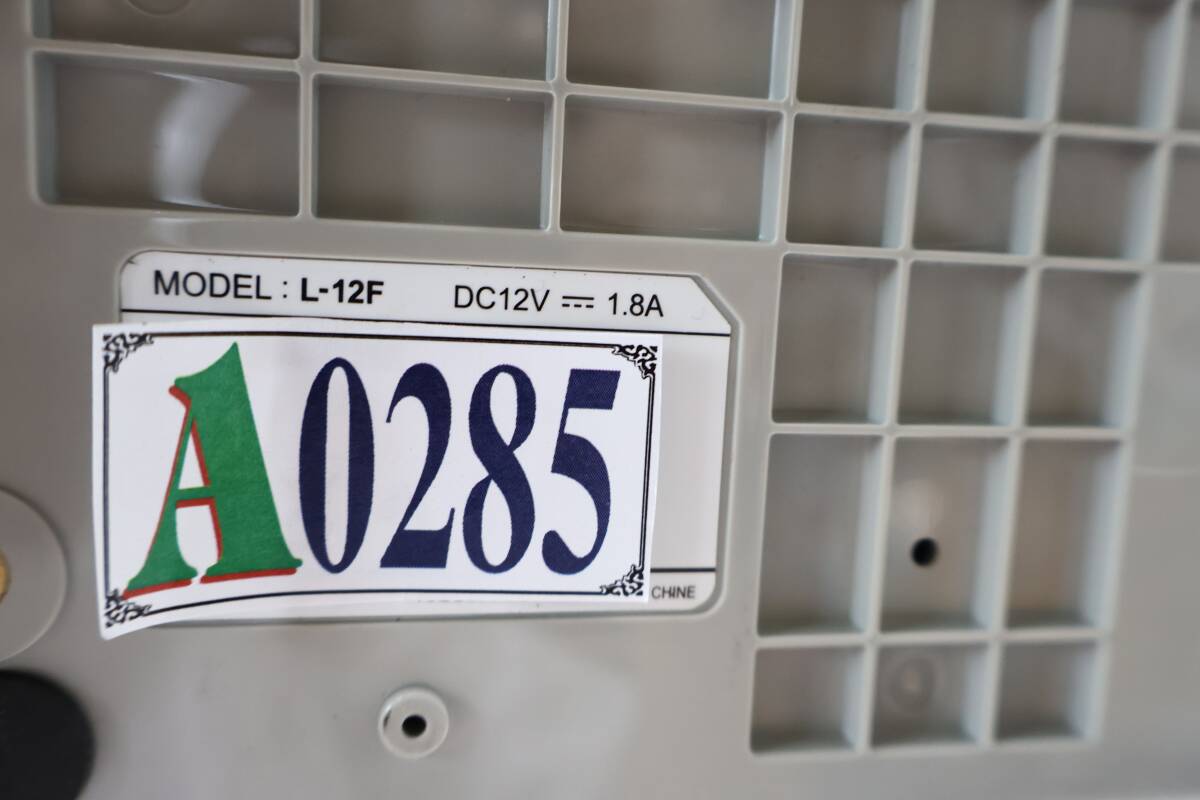 MODEL : L-12F DC12V ⎓ 1.8A
A0285
CHINE